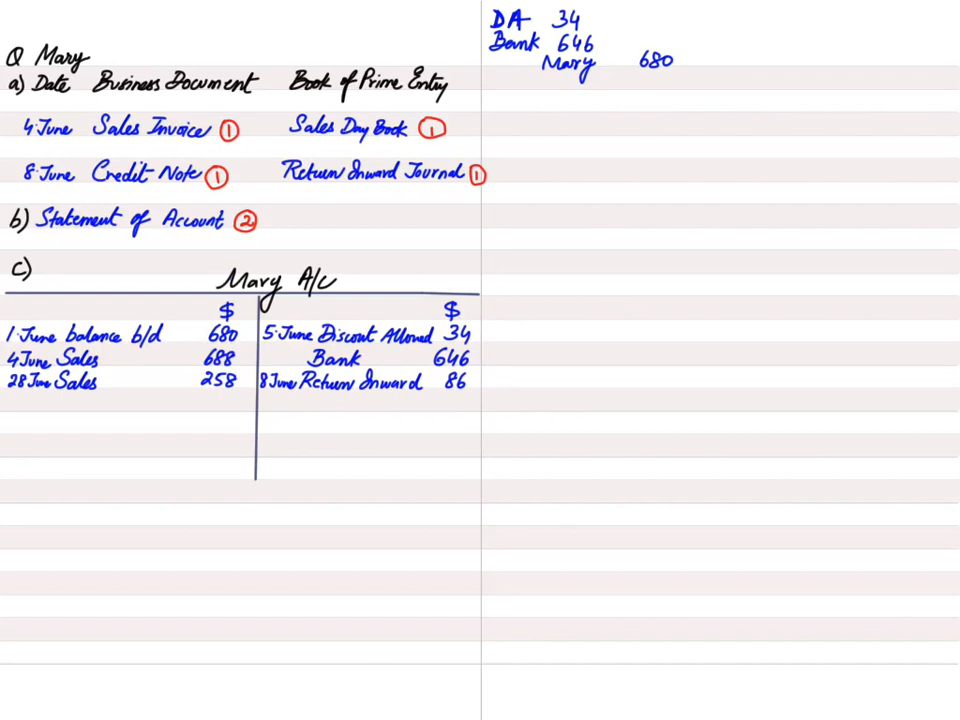 Q Mary
a) Date Business Document Book of Prime Entry
4 June Sales Invoice 1 Sales Day Book 1
8 June Credit Note 1 Return Inward Journal 1
b) Statement of Account 2
c)
Mary A/c
$ $
1 June balance b/d 680 5 June Discout Allowed 34
4 June Sales 688 Bank 646
28 June Sales 258 8 June Return Inward 86
DA 34
Bank 646
Mary 680